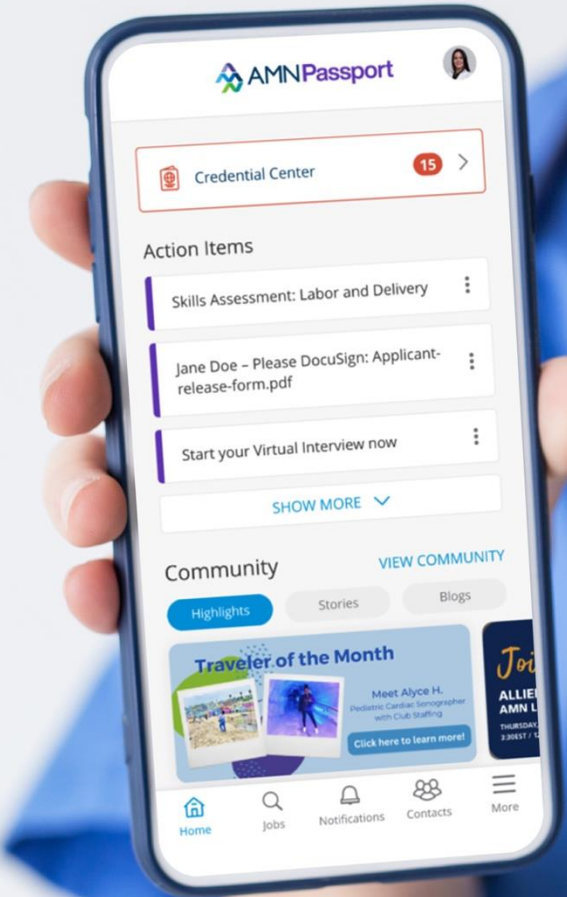 AMN Passport
Credential Center
15
Action Items
Skills Assessment: Labor and Delivery
Jane Doe – Please DocuSign: Applicant-
release-form.pdf
Start your Virtual Interview now
SHOW MORE
Community
VIEW COMMUNITY
Highlights
Stories
Blogs
Traveler of the Month
Meet Alyce H.
Pediatric Cardiac Sonographer
with Club Staffing
Click here to learn more!
AMN
THURSDAY,
Home
Jobs
Notifications
Contacts
More